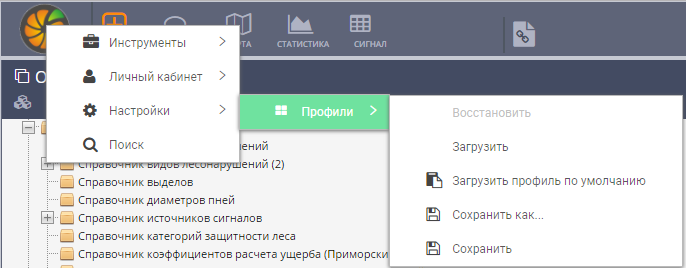 РТА
СТАТИСТИКА
СИГНАЛ
О
Инструменты
Личный кабинет
Настройки
Поиск
Профили
Восстановить
Загрузить
Загрузить профиль по умолчанию
Сохранить как...
Сохранить
ений
Справочник видов лесонарушений (2)
Справочник выделов
Справочник диаметров пней
Справочник источников сигналов
Справочник категорий защитности леса
Справочник коэффициентов расчета ущерба (Приморски